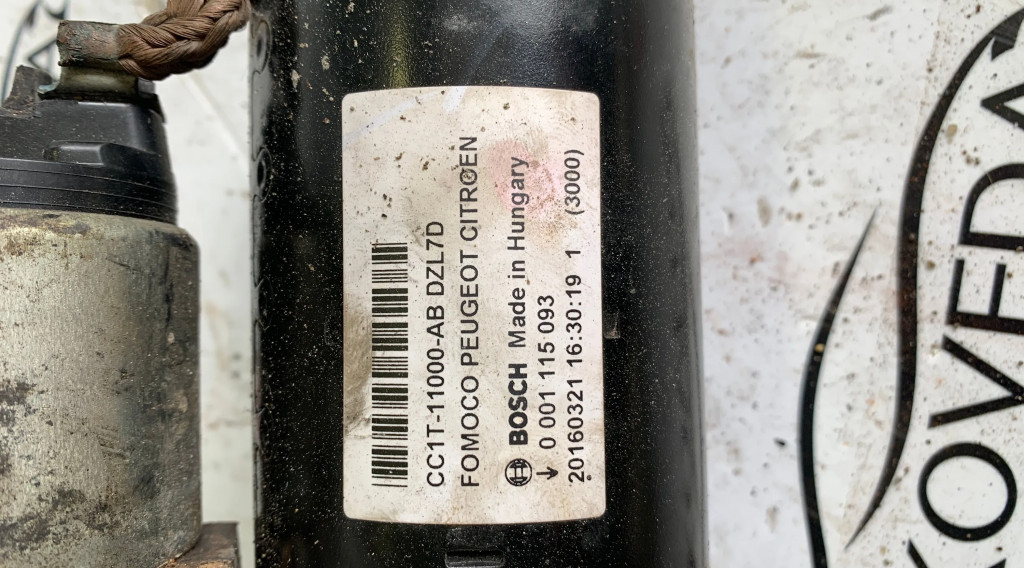 CC1T-11000-AB DZL7D
FOMOCO PEUGEOT CITROEN
BOSCH Made in Hungary
0 001 115 093
20160321 16:30:19 1 (3000)